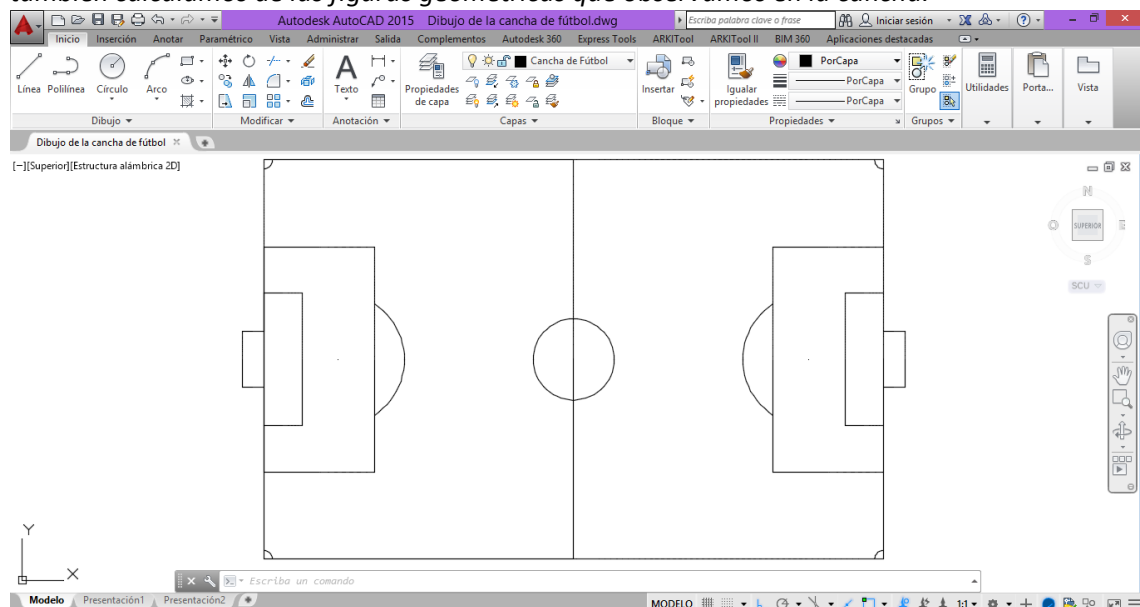 también calculamos de las figuras geométricas que observamos en la cancha.
Autodesk AutoCAD 2015 Dibujo de la cancha de fútbol.dwg
Escriba palabra clave o frase
Iniciar sesión
Inicio Inserción Anotar Paramétrico Vista Administrar Salida Complementos Autodesk 360 Express Tools ARKITool ARKITool II BIM 360 Aplicaciones destacadas
Línea Polilínea Círculo Arco
Texto
Propiedades de capa
Cancha de Fútbol
Insertar
Igualar propiedades
PorCapa
PorCapa
PorCapa
Grupo
Utilidades
Porta...
Vista
Dibujo Modificar Anotación Capas Bloque Propiedades Grupos
Dibujo de la cancha de fútbol
[−][Superior][Estructura alámbrica 2D]
N
O SUPERIOR E
S
SCU
Y
X
Escriba un comando
Modelo Presentación1 Presentación2
MODELO 1:1